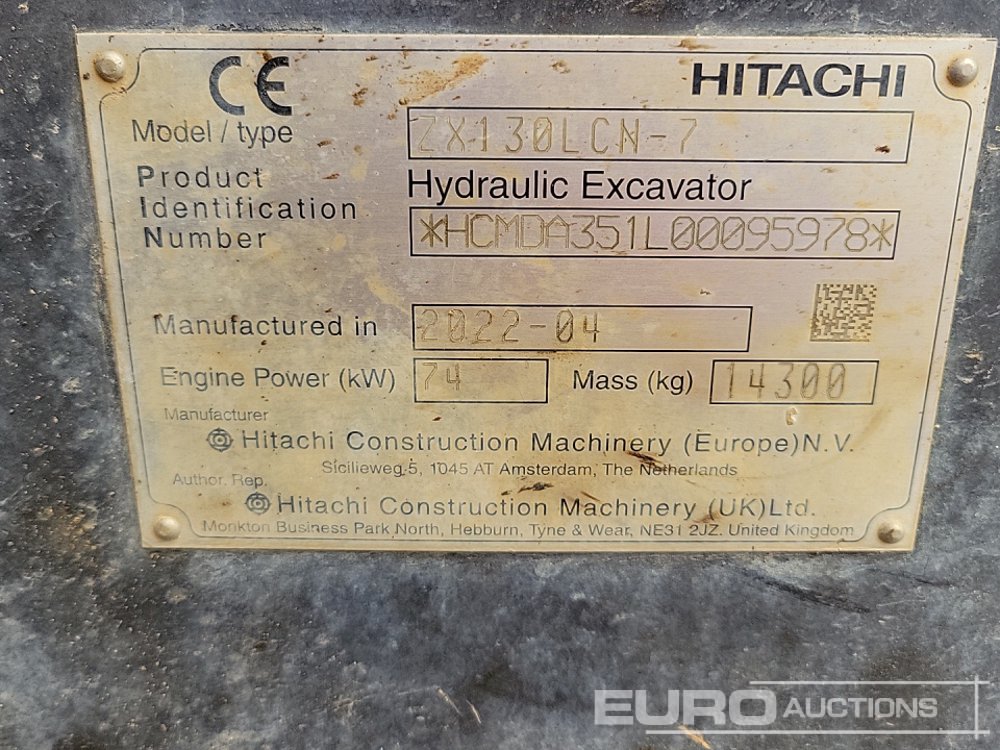 CE HITACHI
Model / type ZX130LCN-7
Product Hydraulic Excavator
Identification
Number *HCMDA351L00095978*
Manufactured in 2022-04
Engine Power (kW) 74 Mass (kg) 14300
Manufacturer
Hitachi Construction Machinery (Europe)N.V.
Sicilieweg 5, 1045 AT Amsterdam, The Netherlands
Author. Rep.
Hitachi Construction Machinery (UK)Ltd.
Monkton Business Park North, Hebburn, Tyne & Wear, NE31 2JZ. United Kingdom
EURO AUCTIONS